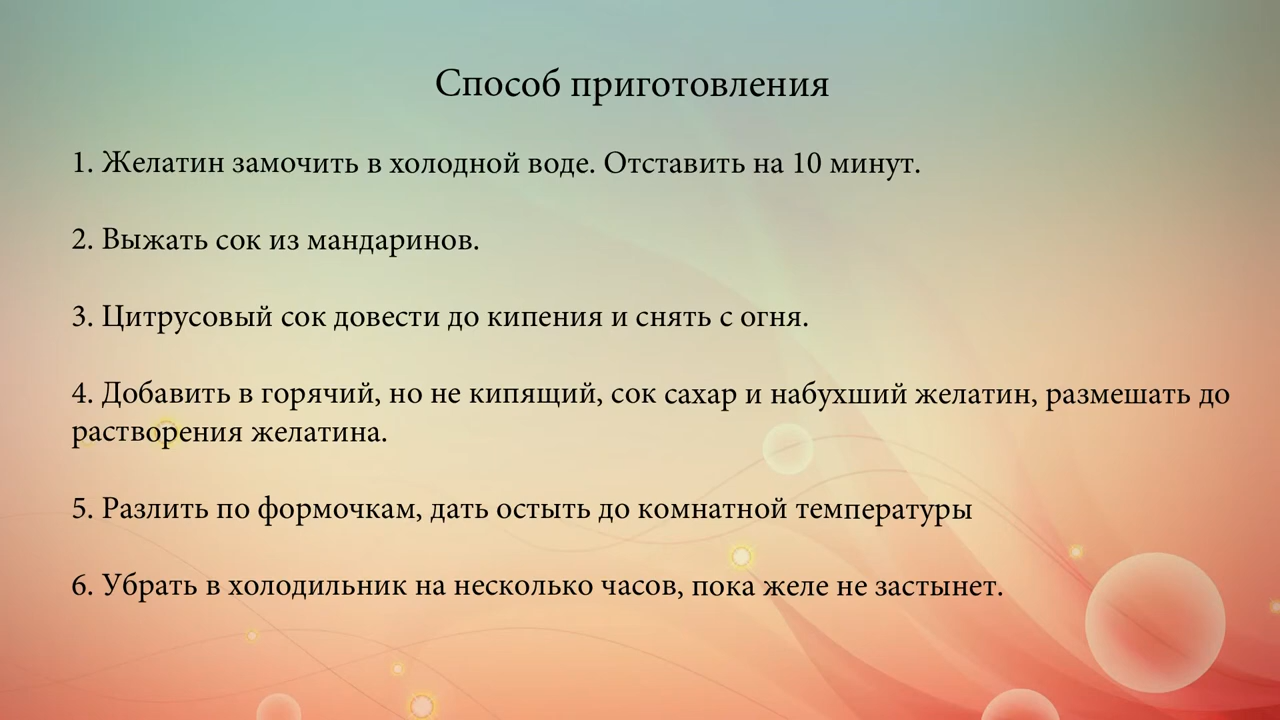 Способ приготовления
1. Желатин замочить в холодной воде. Отставить на 10 минут.
2. Выжать сок из мандаринов.
3. Цитрусовый сок довести до кипения и снять с огня.
4. Добавить в горячий, но не кипящий, сок сахар и набухший желатин, размешать до
растворения желатина.
5. Разлить по формочкам, дать остыть до комнатной температуры
6. Убрать в холодильник на несколько часов, пока желе не застынет.